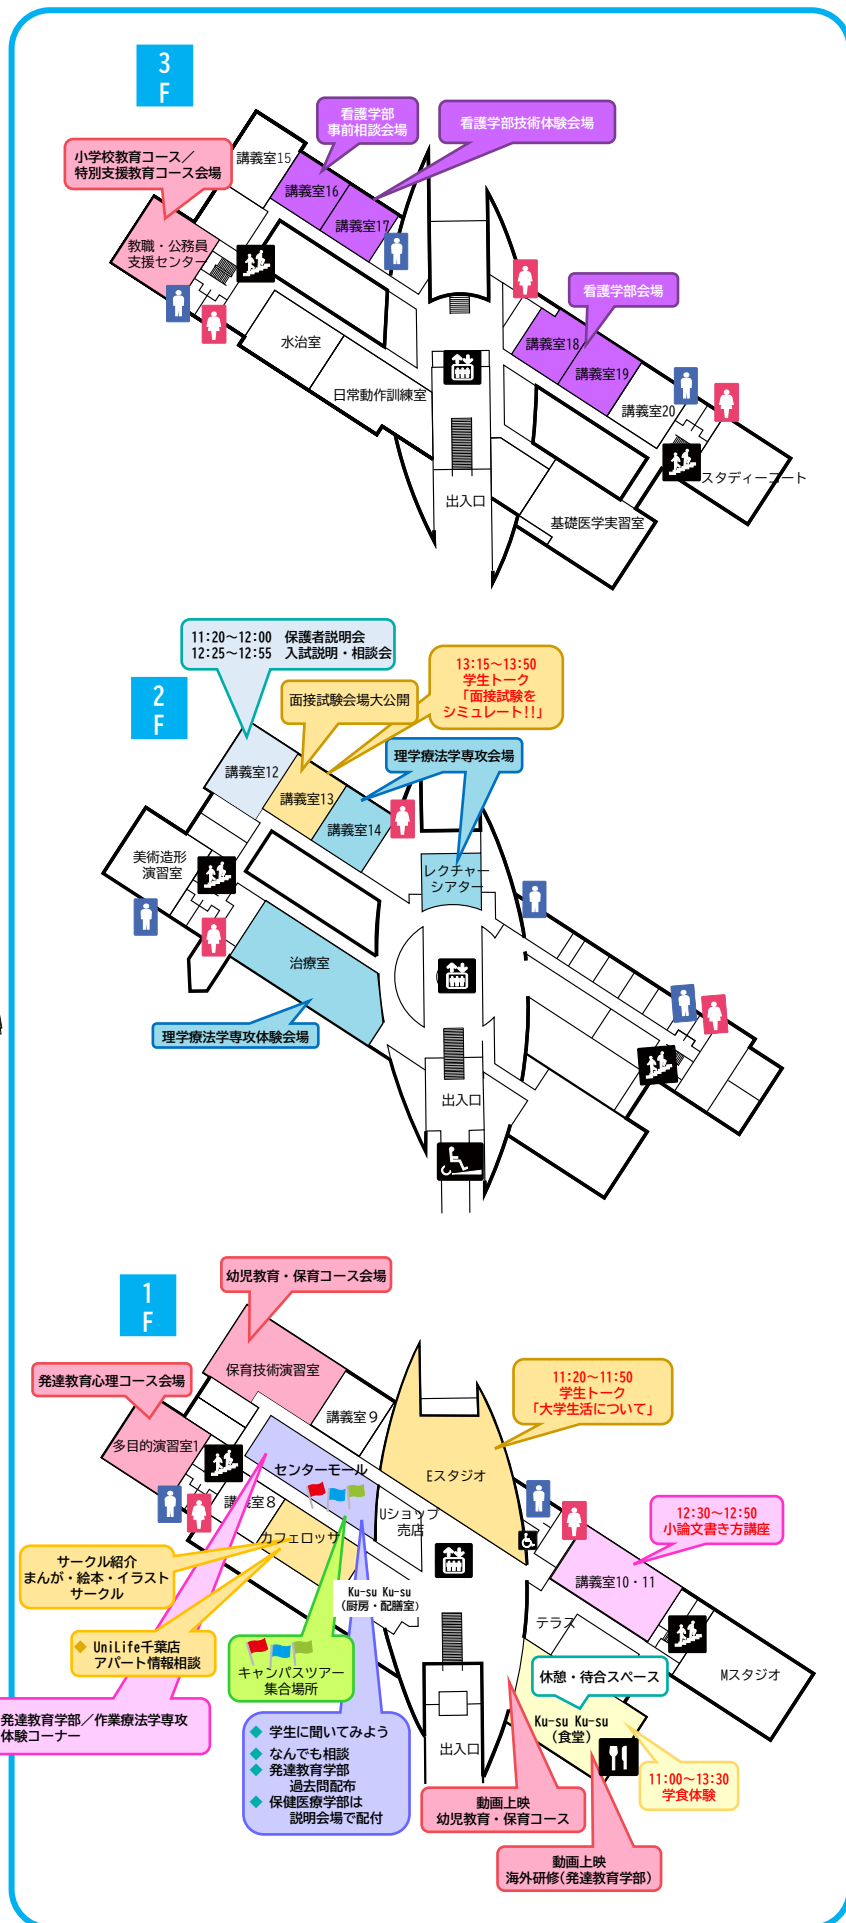 3
F
看護学部
事前相談会場
看護学部技術体験会場
小学校教育コース／
特別支援教育コース会場
講義室15
講義室16
講義室17
教職・公務員
支援センター
看護学部会場
水治室
日常動作訓練室
講義室18
講義室19
講義室20
スタディーコート
出入口
基礎医学実習室
11:20～12:00　保護者説明会
12:25～12:55　入試説明・相談会
2
F
面接試験会場大公開
13:15～13:50
学生トーク
「面接試験を
シミュレート!!」
理学療法学専攻会場
講義室12
講義室13
講義室14
美術造形
演習室
レクチャー
シアター
治療室
理学療法学専攻体験会場
出入口
1
F
幼児教育・保育コース会場
発達教育心理コース会場
保育技術演習室
講義室９
11:20～11:50
学生トーク
「大学生活について」
多目的演習室1
センターモール
Eスタジオ
講義室８
カフェロッサ
Uショップ
売店
12:30～12:50
小論文書き方講座
サークル紹介
まんが・絵本・イラスト
サークル
講義室10・11
Ku-su Ku-su
(厨房・配膳室)
テラス
◆ UniLife千葉店
アパート情報相談
キャンパスツアー
集合場所
休憩・待合スペース
Mスタジオ
発達教育学部／作業療法学専攻
体験コーナー
◆ 学生に聞いてみよう
◆ なんでも相談
◆ 発達教育学部
過去問配布
◆ 保健医療学部は
説明会場で配付
Ku-su Ku-su
(食堂)
出入口
11:00～13:30
学食体験
動画上映
幼児教育・保育コース
動画上映
海外研修(発達教育学部)